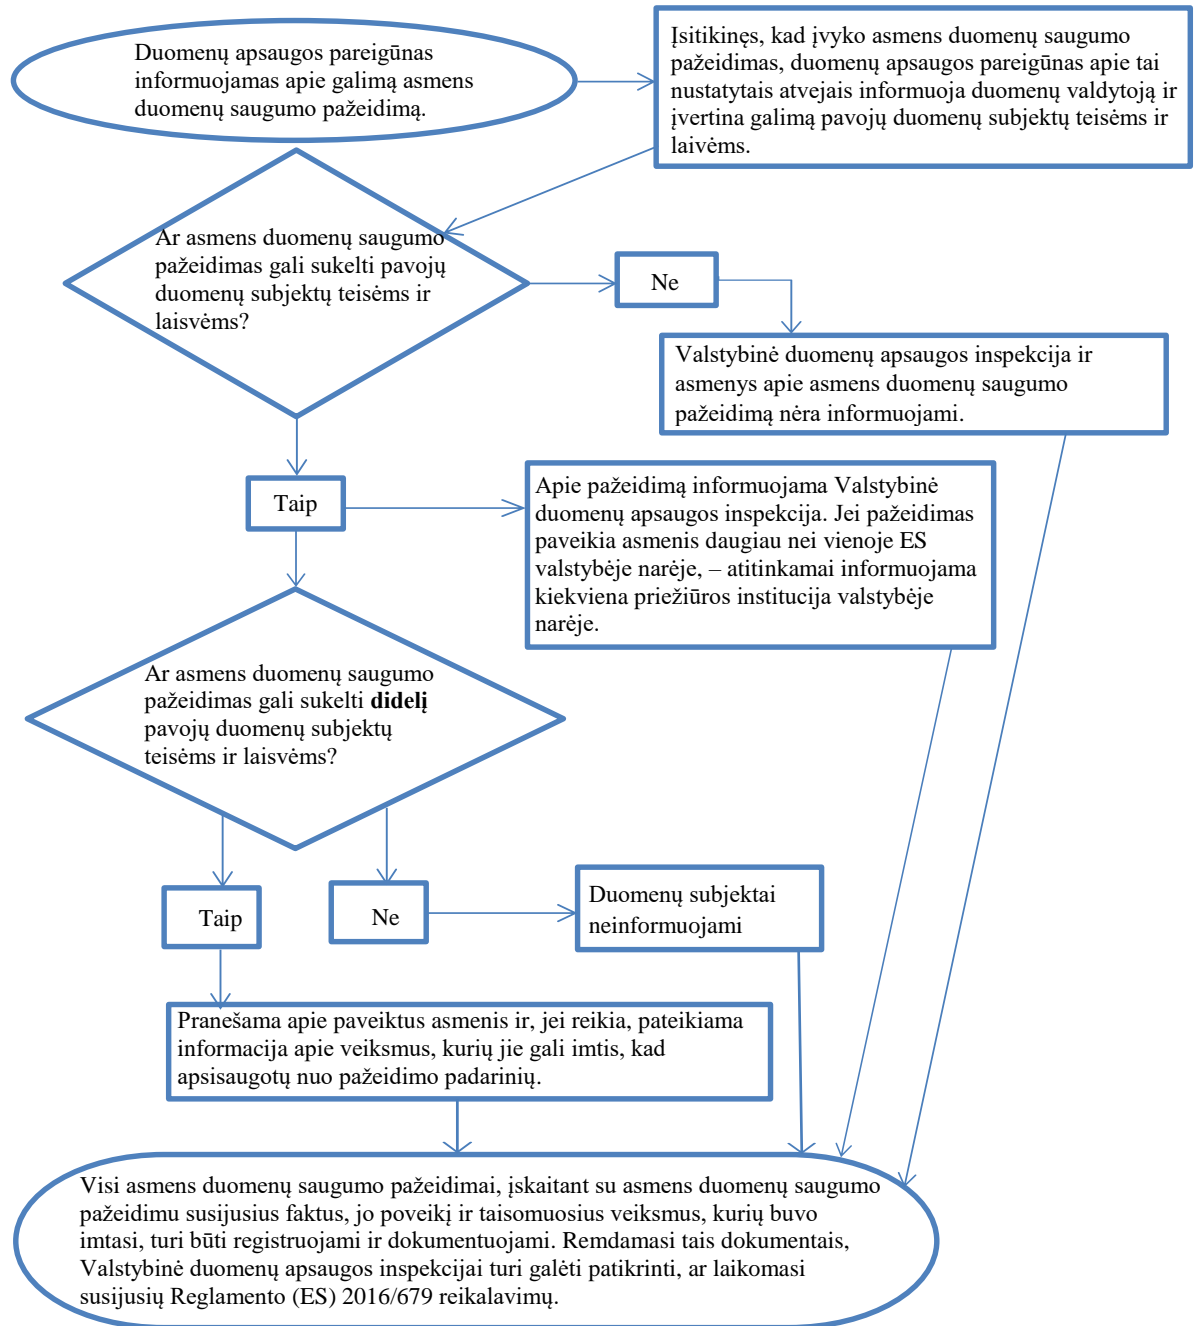 Duomenų apsaugos pareigūnas
informuojamas apie galimą asmens
duomenų saugumo pažeidimą.
Įsitikinęs, kad įvyko asmens duomenų saugumo
pažeidimas, duomenų apsaugos pareigūnas apie tai
nustatytais atvejais informuoja duomenų valdytoją ir
įvertina galimą pavojų duomenų subjektų teisėms ir
laivėms.
Ar asmens duomenų saugumo
pažeidimas gali sukelti pavojų
duomenų subjektų teisėms ir
laisvėms?
Ne
Valstybinė duomenų apsaugos inspekcija ir
asmenys apie asmens duomenų saugumo
pažeidimą nėra informuojami.
Taip
Apie pažeidimą informuojama Valstybinė
duomenų apsaugos inspekcija. Jei pažeidimas
paveikia asmenis daugiau nei vienoje ES
valstybėje narėje, – atitinkamai informuojama
kiekviena priežiūros institucija valstybėje
narėje.
Ar asmens duomenų saugumo
pažeidimas gali sukelti didelį
pavojų duomenų subjektų
teisėms ir laisvėms?
Taip
Ne
Duomenų subjektai
neinformuojami
Pranešama apie paveiktus asmenis ir, jei reikia, pateikiama
informacija apie veiksmus, kurių jie gali imtis, kad
apsisaugotų nuo pažeidimo padarinių.
Visi asmens duomenų saugumo pažeidimai, įskaitant su asmens duomenų saugumo
pažeidimu susijusius faktus, jo poveikį ir taisomuosius veiksmus, kurių buvo
imtasi, turi būti registruojami ir dokumentuojami. Remdamasi tais dokumentais,
Valstybinė duomenų apsaugos inspekcijai turi galėti patikrinti, ar laikomasi
susijusių Reglamento (ES) 2016/679 reikalavimų.